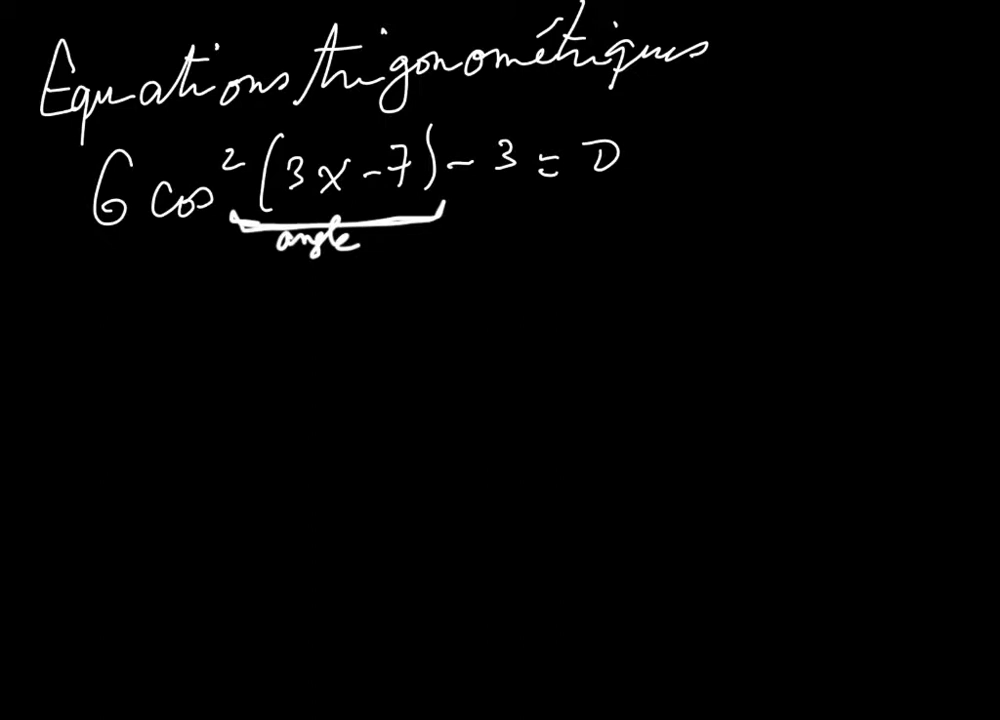 Equations trigonométriques
6 cos² (3x - 7) - 3 = 0
angle